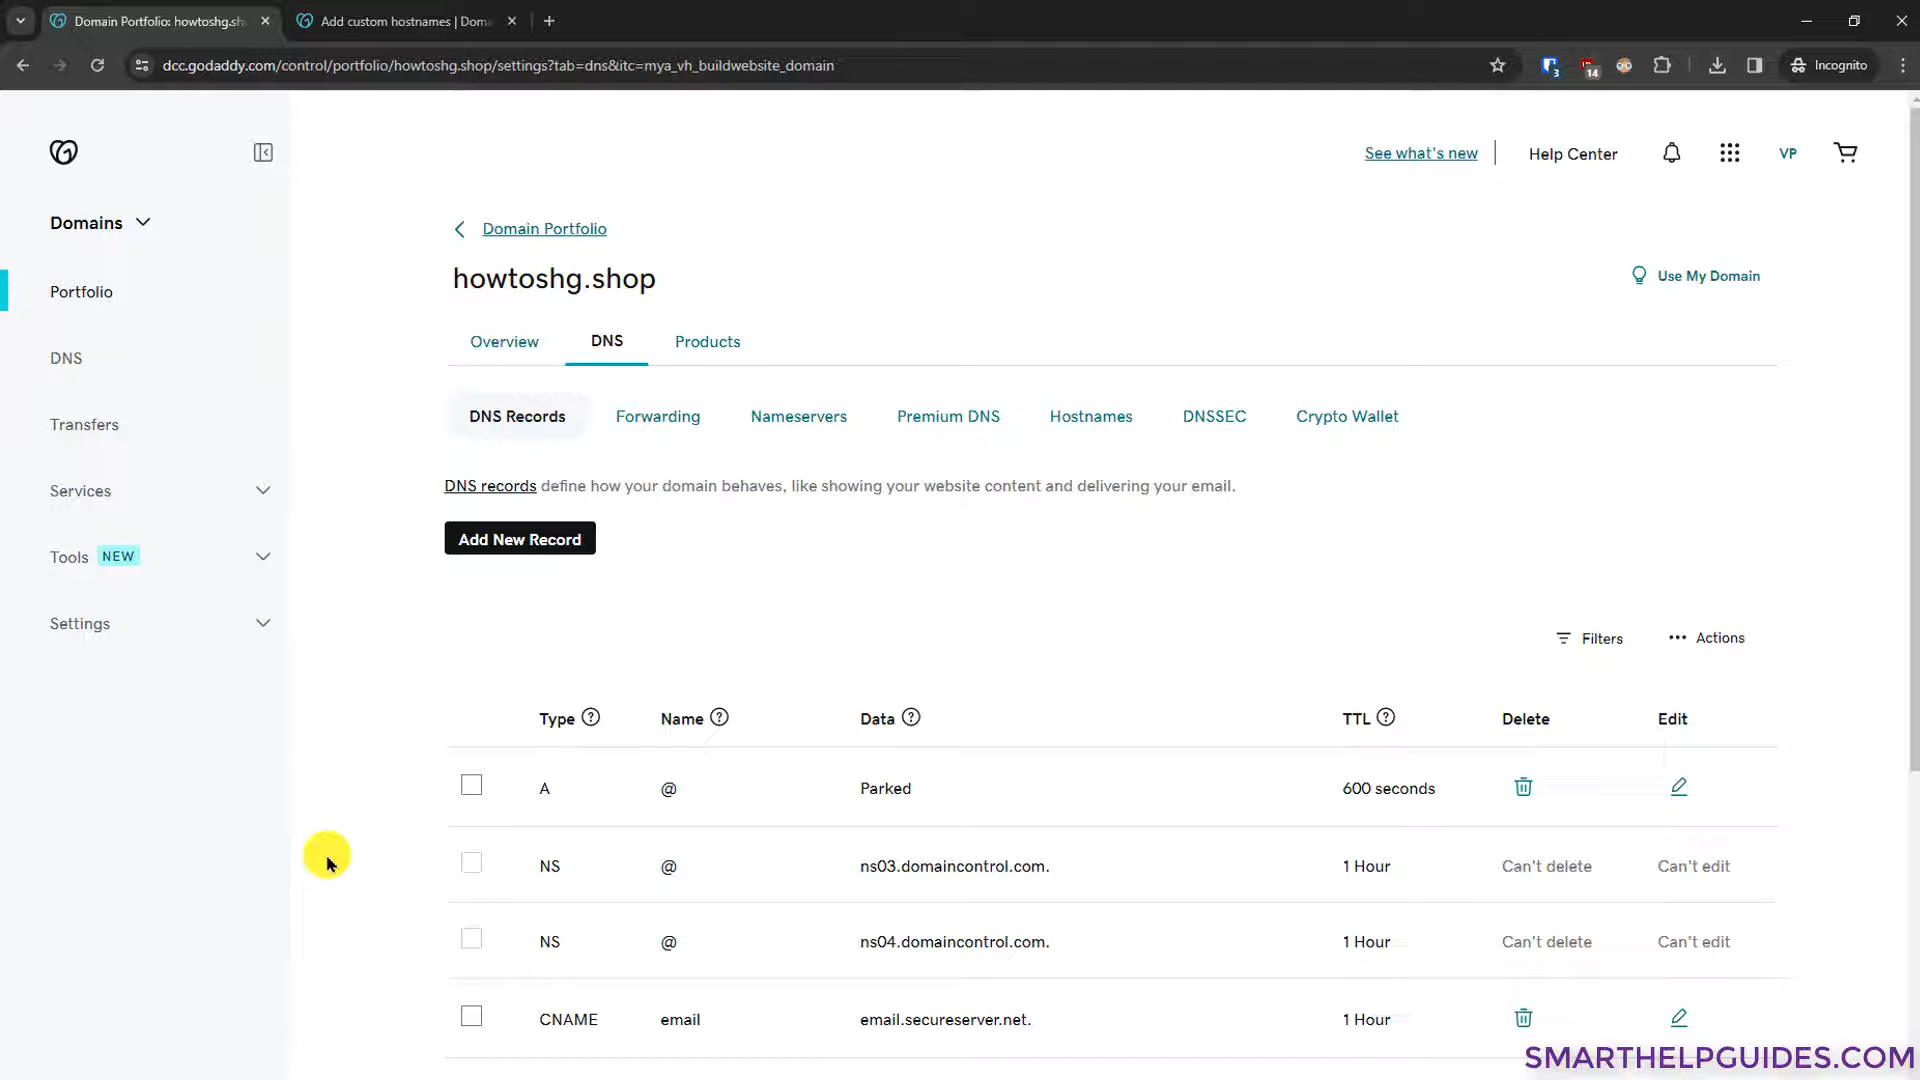 Domain Portfolio: howtoshg.sh
Add custom hostnames | Doma
dcc.godaddy.com/control/portfolio/howtoshg.shop/settings?tab=dns&itc=mya_vh_buildwebsite_domain
3
14
Incognito
See what's new
Help Center
VP
Domains
Portfolio
DNS
Transfers
Services
Tools NEW
Settings
Domain Portfolio
howtoshg.shop
Use My Domain
Overview DNS Products
DNS Records Forwarding Nameservers Premium DNS Hostnames DNSSEC Crypto Wallet
DNS records define how your domain behaves, like showing your website content and delivering your email.
Add New Record
Filters ••• Actions
Type ? Name ? Data ? TTL ? Delete Edit
A @ Parked 600 seconds
NS @ ns03.domaincontrol.com. 1 Hour Can't delete Can't edit
NS @ ns04.domaincontrol.com. 1 Hour Can't delete Can't edit
CNAME email email.secureserver.net. 1 Hour
SMARTHELPGUIDES.COM